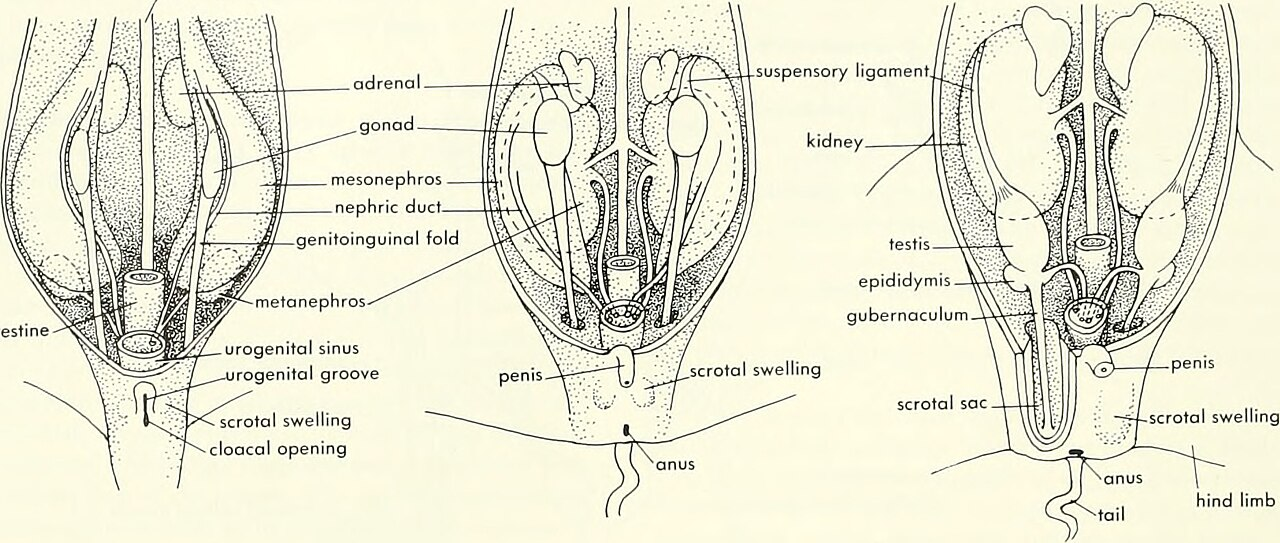 adrenal
gonad
mesonephros
nephric duct
genitoinguinal fold
metanephros
estine
urogenital sinus
urogenital groove
scrotal swelling
cloacal opening
suspensory ligament
penis
scrotal swelling
anus
kidney
testis
epididymis
gubernaculum
scrotal sac
penis
scrotal swelling
anus
hind limb
tail